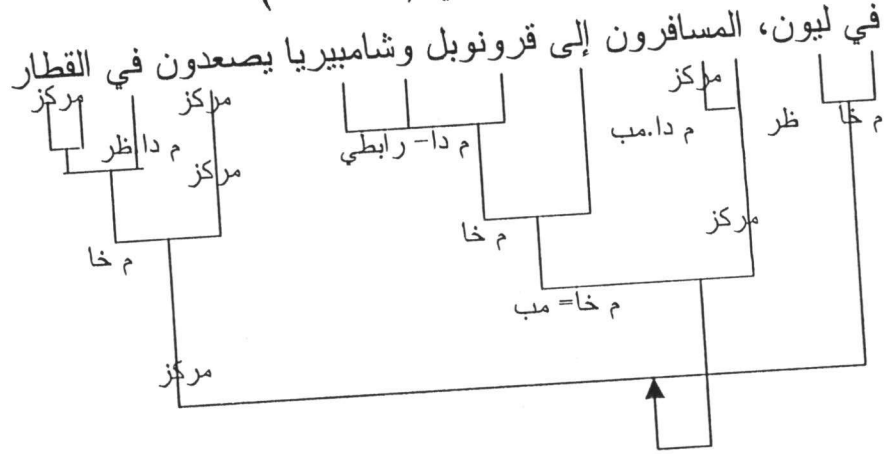 في ليون، المسافرون إلى قرونوبل وشامبيريا يصعدون في القطار
مركز
مركز
مركز
م خا
ظر
م دا.مب
م دا- رابطي
م دا
ظر
مركز
مركز
م خا
م خا
م خا= مب
مركز